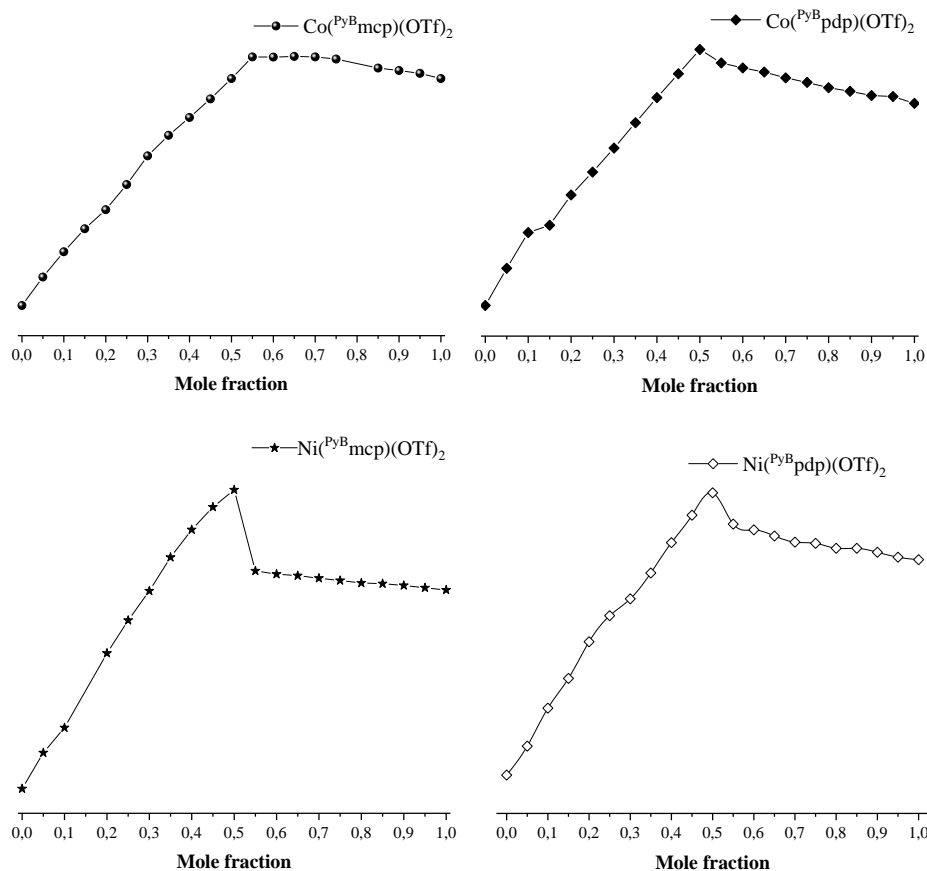 Co(ᴾʸᴮmcp)(OTf)₂
0,0 0,1 0,2 0,3 0,4 0,5 0,6 0,7 0,8 0,9 1,0
Mole fraction
Co(ᴾʸᴮpdp)(OTf)₂
0,0 0,1 0,2 0,3 0,4 0,5 0,6 0,7 0,8 0,9 1,0
Mole fraction
Ni(ᴾʸᴮmcp)(OTf)₂
0,0 0,1 0,2 0,3 0,4 0,5 0,6 0,7 0,8 0,9 1,0
Mole fraction
Ni(ᴾʸᴮpdp)(OTf)₂
0,0 0,1 0,2 0,3 0,4 0,5 0,6 0,7 0,8 0,9 1,0
Mole fraction